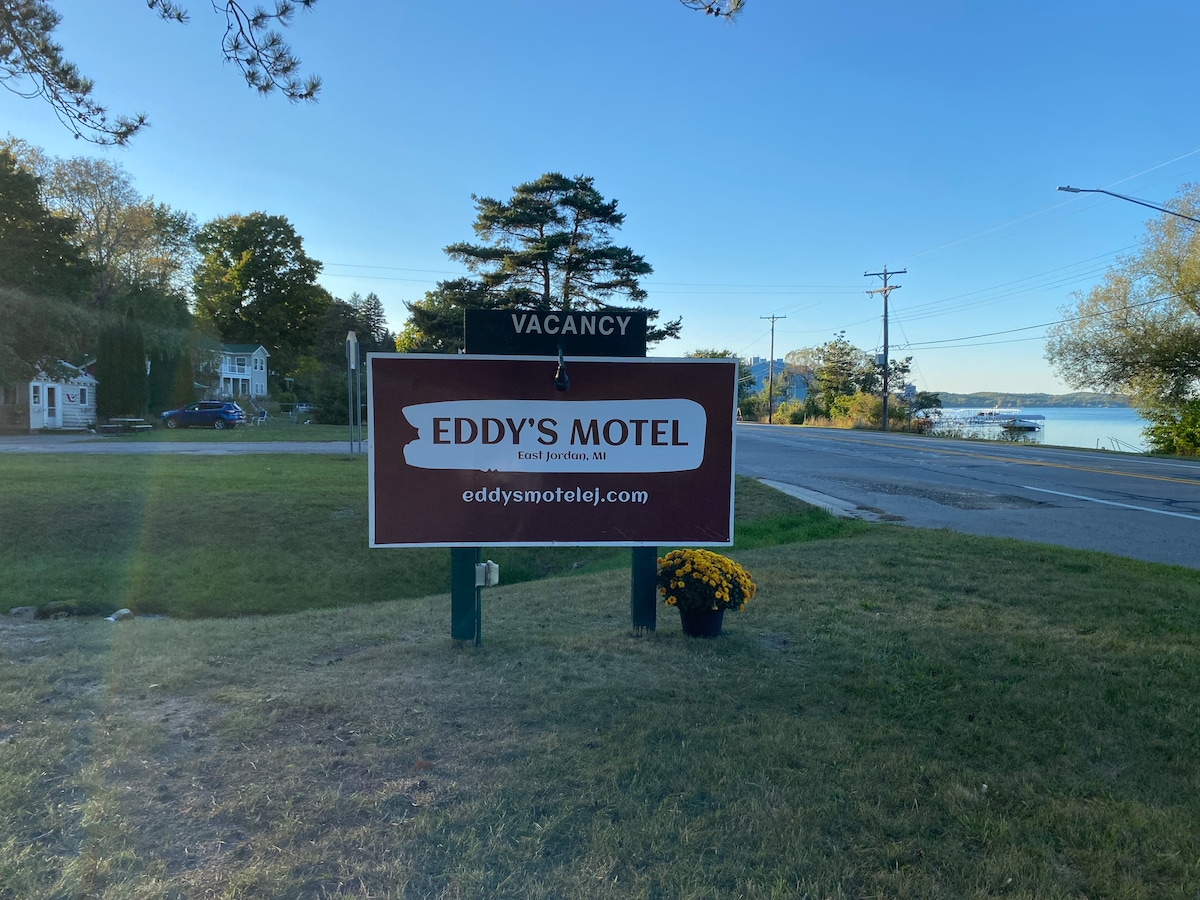 VACANCY
EDDY'S MOTEL
East Jordan, MI
eddysmotelej.com